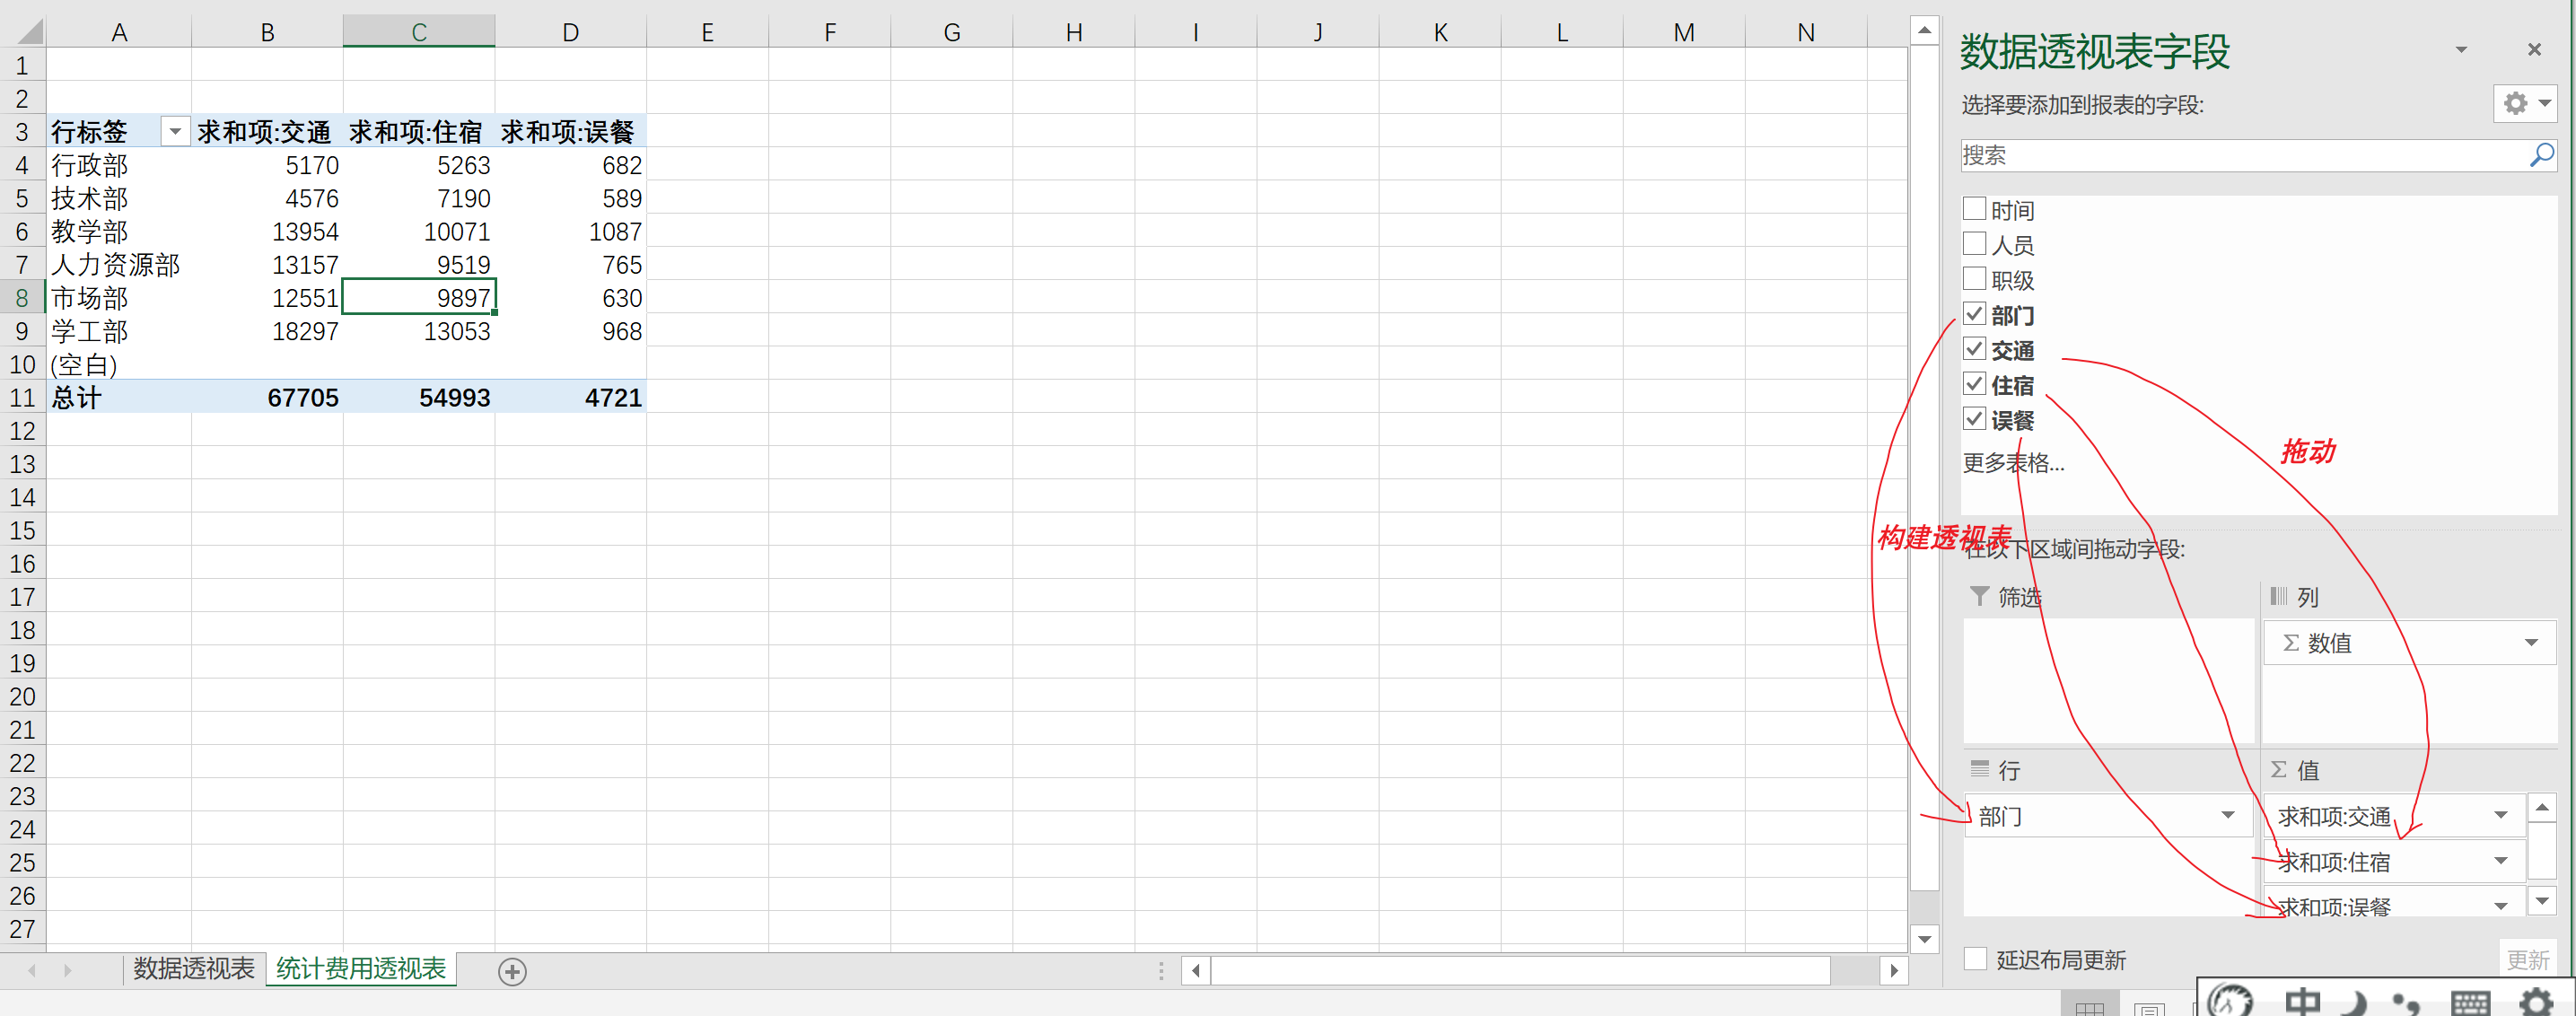 A B C D E F G H I J K L M N
1
2
3 行标签 求和项:交通 求和项:住宿 求和项:误餐
4 行政部 5170 5263 682
5 技术部 4576 7190 589
6 教学部 13954 10071 1087
7 人力资源部 13157 9519 765
8 市场部 12551 9897 630
9 学工部 18297 13053 968
10 (空白)
11 总计 67705 54993 4721
12
13
14
15
16
17
18
19
20
21
22
23
24
25
26
27
数据透视表 统计费用透视表
数据透视表字段
选择要添加到报表的字段:
搜索
时间
人员
职级
部门
交通
住宿
误餐
更多表格...
拖动
构建透视表
在以下区域间拖动字段:
筛选
列
Σ 数值
行
Σ 值
部门
求和项:交通
求和项:住宿
求和项:误餐
延迟布局更新
更新
中